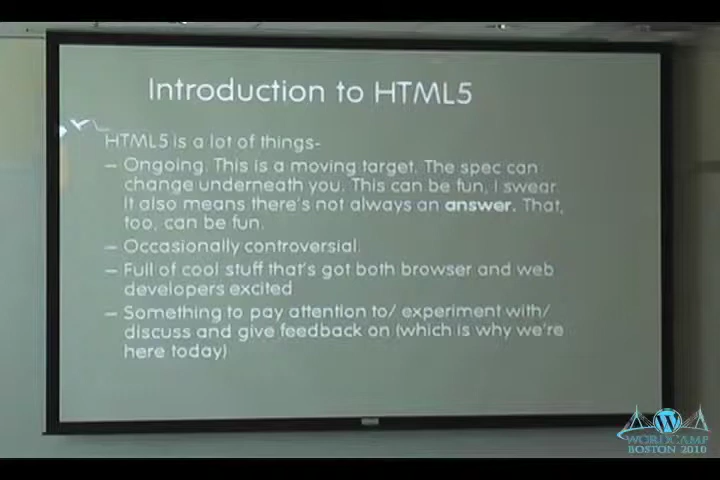 Introduction to HTML5
HTML5 is a lot of things-
– Ongoing. This is a moving target. The spec can
change underneath you. This can be fun, I swear.
It also means there's not always an answer. That,
too, can be fun.
– Occasionally controversial.
– Full of cool stuff that's got both browser and web
developers excited
– Something to pay attention to/ experiment with/
discuss and give feedback on (which is why we're
here today)
WORDCAMP
BOSTON 2010